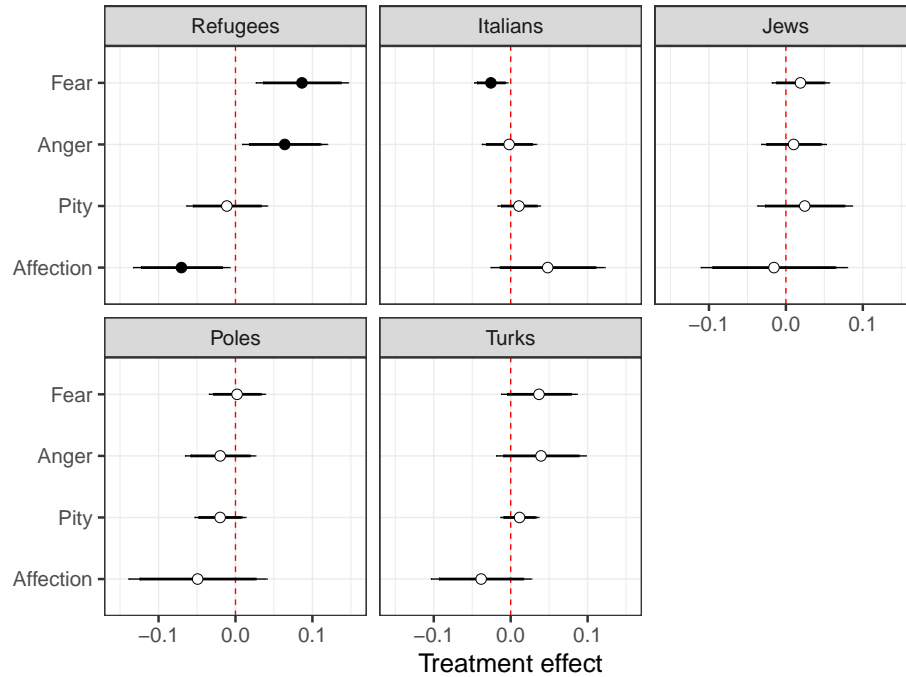 Refugees
Italians
Jews
Fear
Anger
Pity
Affection
−0.1 0.0 0.1
Poles
Turks
Fear
Anger
Pity
Affection
−0.1 0.0 0.1
−0.1 0.0 0.1
Treatment effect